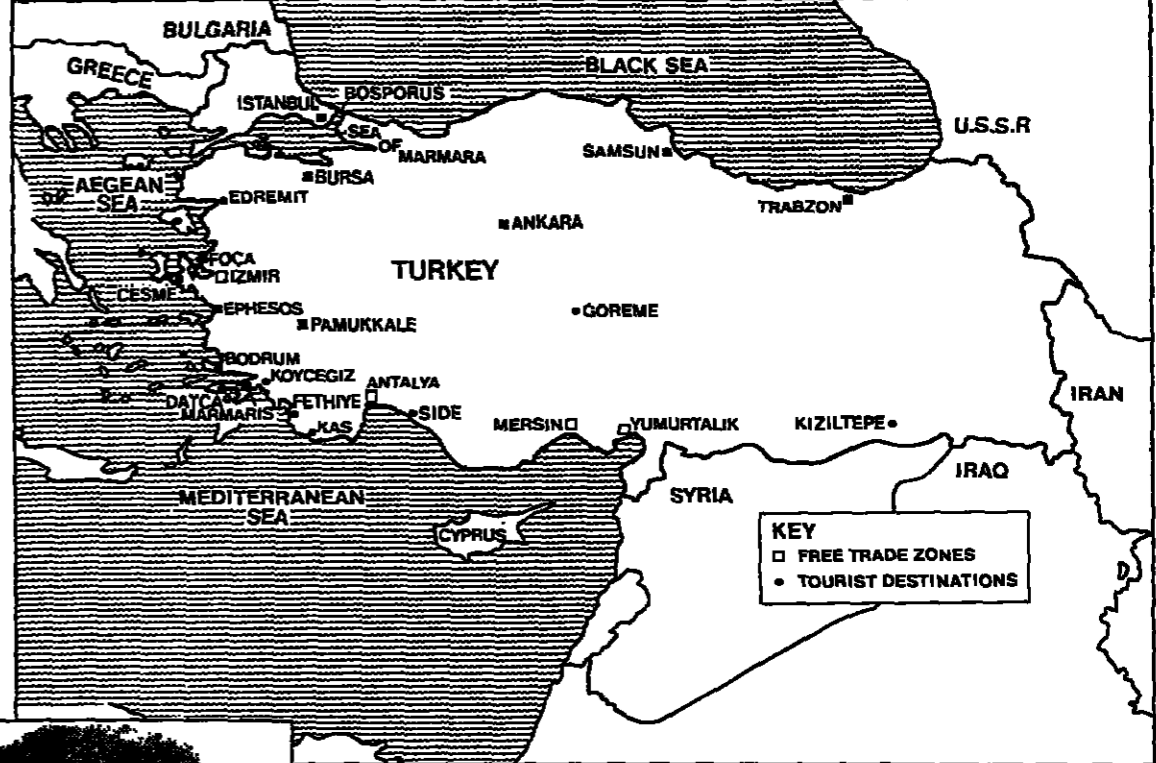 BULGARIA
GREECE
BLACK SEA
ISTANBUL
BOSPORUS
U.S.S.R
SEA
OF
MARMARA
SAMSUN
BURSA
AEGEAN
SEA
EDREMIT
TRABZON
ANKARA
FOÇA
IZMIR
TURKEY
CESME
EPHESOS
GOREME
PAMUKKALE
BODRUM
KOYCEGIZ
ANTALYA
IRAN
DATCA
FETHIYE
MARMARIS
SIDE
KAS
MERSIN
YUMURTALIK
KIZILTEPE
IRAQ
SYRIA
MEDITERRANEAN
SEA
CYPRUS
KEY
FREE TRADE ZONES
TOURIST DESTINATIONS